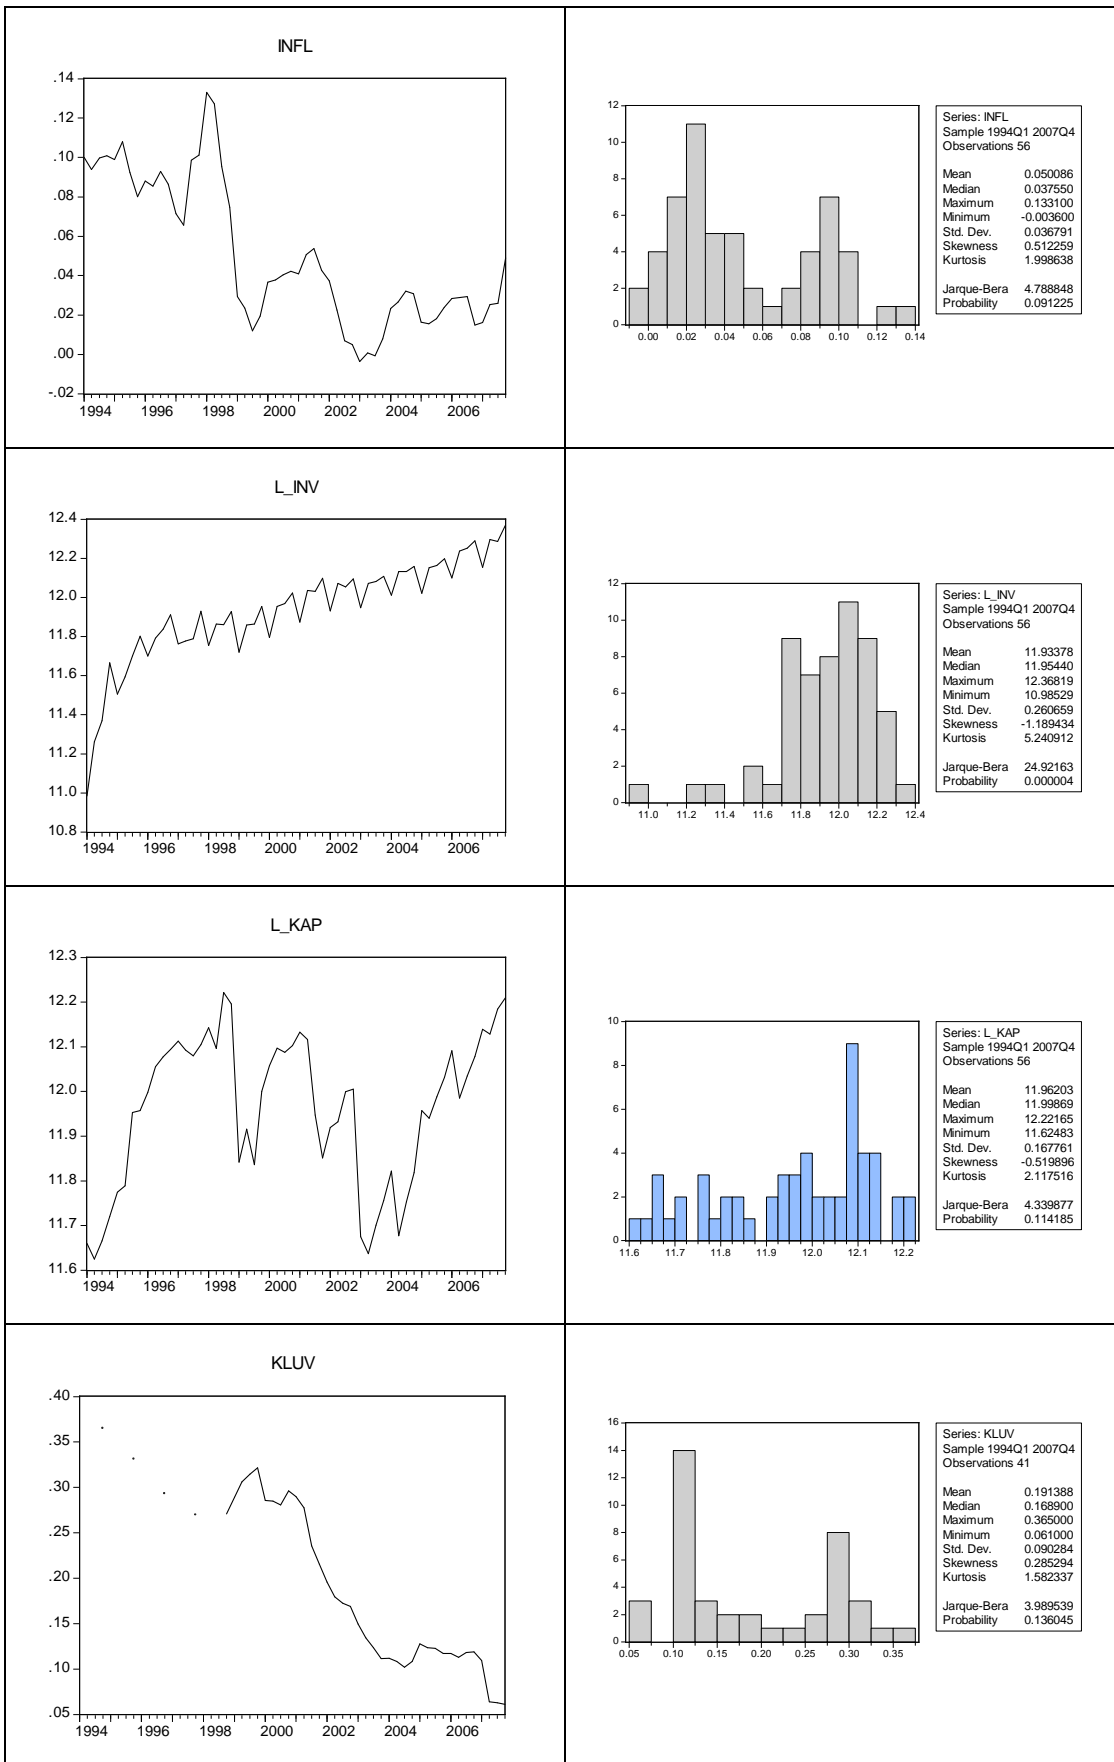 INFL
.14
.12
.10
.08
.06
.04
.02
.00
-.02
1994 1996 1998 2000 2002 2004 2006
12
10
8
6
4
2
0
0.00 0.02 0.04 0.06 0.08 0.10 0.12 0.14
Series: INFL
Sample 1994Q1 2007Q4
Observations 56
Mean 0.050086
Median 0.037550
Maximum 0.133100
Minimum -0.003600
Std. Dev. 0.036791
Skewness 0.512259
Kurtosis 1.998638
Jarque-Bera 4.788848
Probability 0.091225
L_INV
12.4
12.2
12.0
11.8
11.6
11.4
11.2
11.0
10.8
1994 1996 1998 2000 2002 2004 2006
12
10
8
6
4
2
0
11.0 11.2 11.4 11.6 11.8 12.0 12.2 12.4
Series: L_INV
Sample 1994Q1 2007Q4
Observations 56
Mean 11.93378
Median 11.95440
Maximum 12.36819
Minimum 10.98529
Std. Dev. 0.260659
Skewness -1.189434
Kurtosis 5.240912
Jarque-Bera 24.92163
Probability 0.000004
L_KAP
12.3
12.2
12.1
12.0
11.9
11.8
11.7
11.6
1994 1996 1998 2000 2002 2004 2006
10
8
6
4
2
0
11.6 11.7 11.8 11.9 12.0 12.1 12.2
Series: L_KAP
Sample 1994Q1 2007Q4
Observations 56
Mean 11.96203
Median 11.99869
Maximum 12.22165
Minimum 11.62483
Std. Dev. 0.167761
Skewness -0.519896
Kurtosis 2.117516
Jarque-Bera 4.339877
Probability 0.114185
KLUV
.40
.35
.30
.25
.20
.15
.10
.05
1994 1996 1998 2000 2002 2004 2006
16
14
12
10
8
6
4
2
0
0.05 0.10 0.15 0.20 0.25 0.30 0.35
Series: KLUV
Sample 1994Q1 2007Q4
Observations 41
Mean 0.191388
Median 0.168900
Maximum 0.365000
Minimum 0.061000
Std. Dev. 0.090284
Skewness 0.285294
Kurtosis 1.582337
Jarque-Bera 3.989539
Probability 0.136045